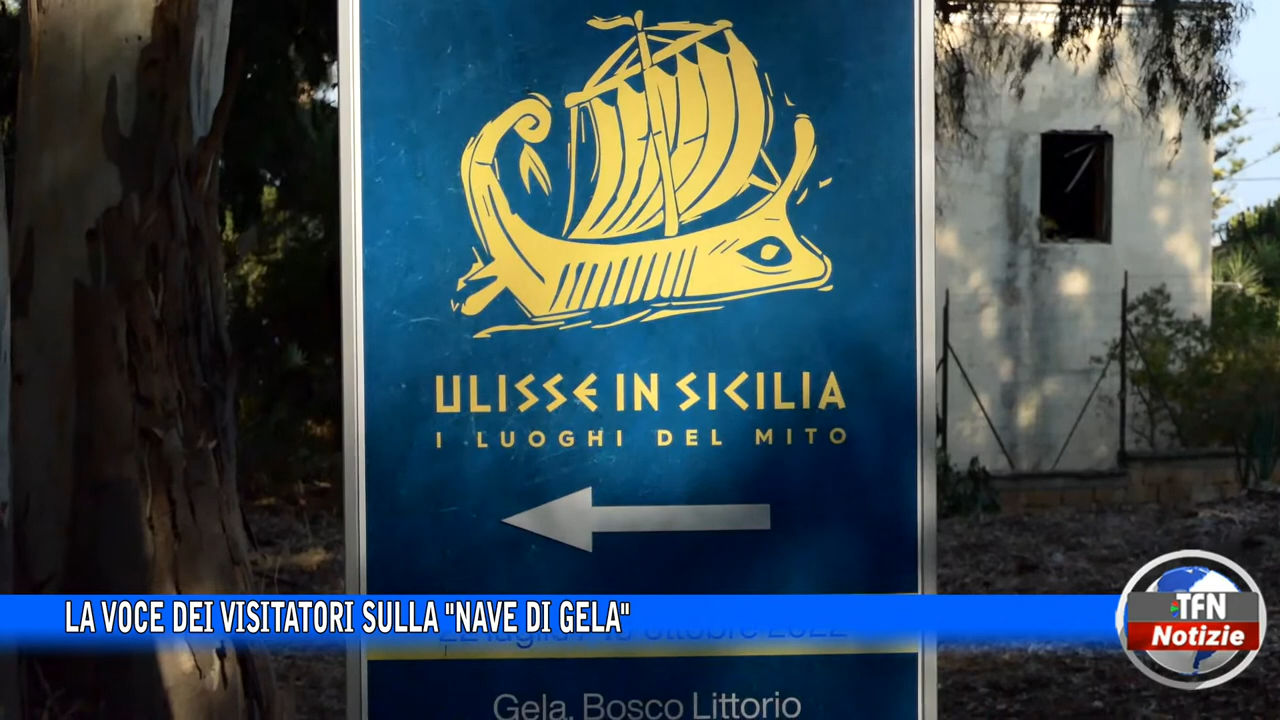 ULISSE IN SICILIA
I LUOGHI DEL MITO
LA VOCE DEI VISITATORI SULLA "NAVE DI GELA"
TFN
Notizie
Gela, Bosco Littorio